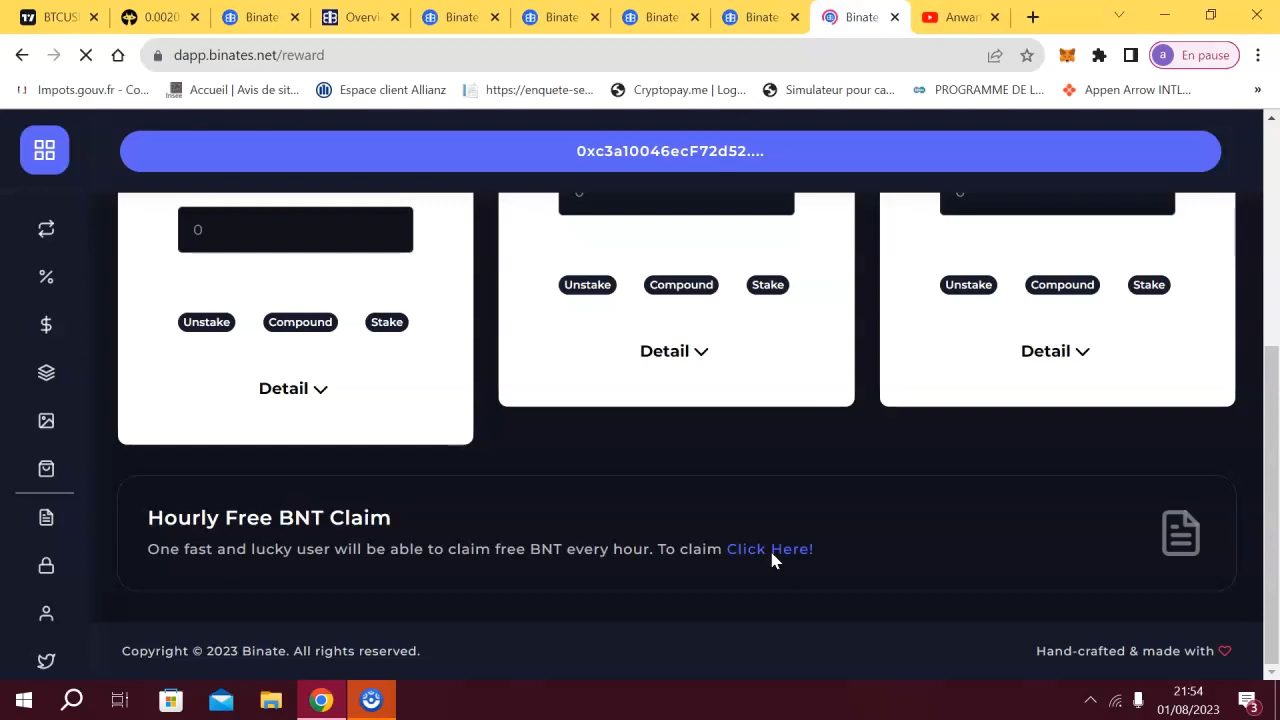 BTCUS
0.0020
Binate
Overvi
Binate
Binate
Binate
Binate
Binate
Anwar
dapp.binates.net/reward
a En pause
Impots.gouv.fr - Co...
Accueil | Avis de sit...
Espace client Allianz
https://enquete-se...
Cryptopay.me | Log...
Simulateur pour ca...
PROGRAMME DE L...
Appen Arrow INTL...
»
0xc3a10046ecF72d52....
0
Unstake Compound Stake
Detail
Unstake Compound Stake
Detail
Unstake Compound Stake
Detail
Hourly Free BNT Claim
One fast and lucky user will be able to claim free BNT every hour. To claim Click Here!
Copyright © 2023 Binate. All rights reserved.
Hand-crafted & made with
21:54
01/08/2023
3